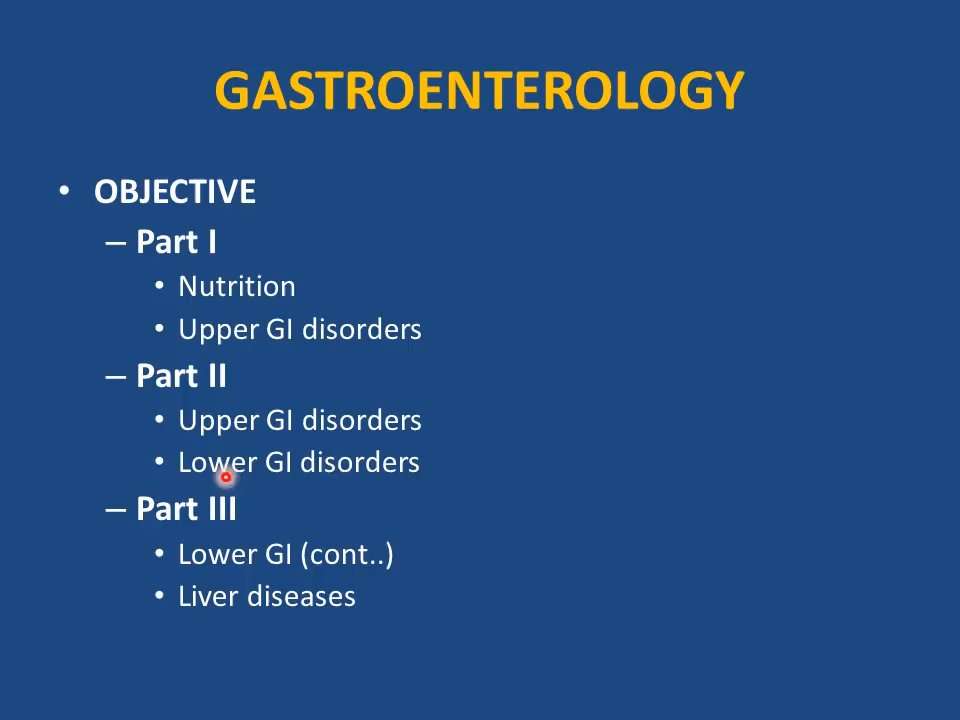 GASTROENTEROLOGY
• OBJECTIVE
– Part I
• Nutrition
• Upper GI disorders
– Part II
• Upper GI disorders
• Lower GI disorders
– Part III
• Lower GI (cont..)
• Liver diseases